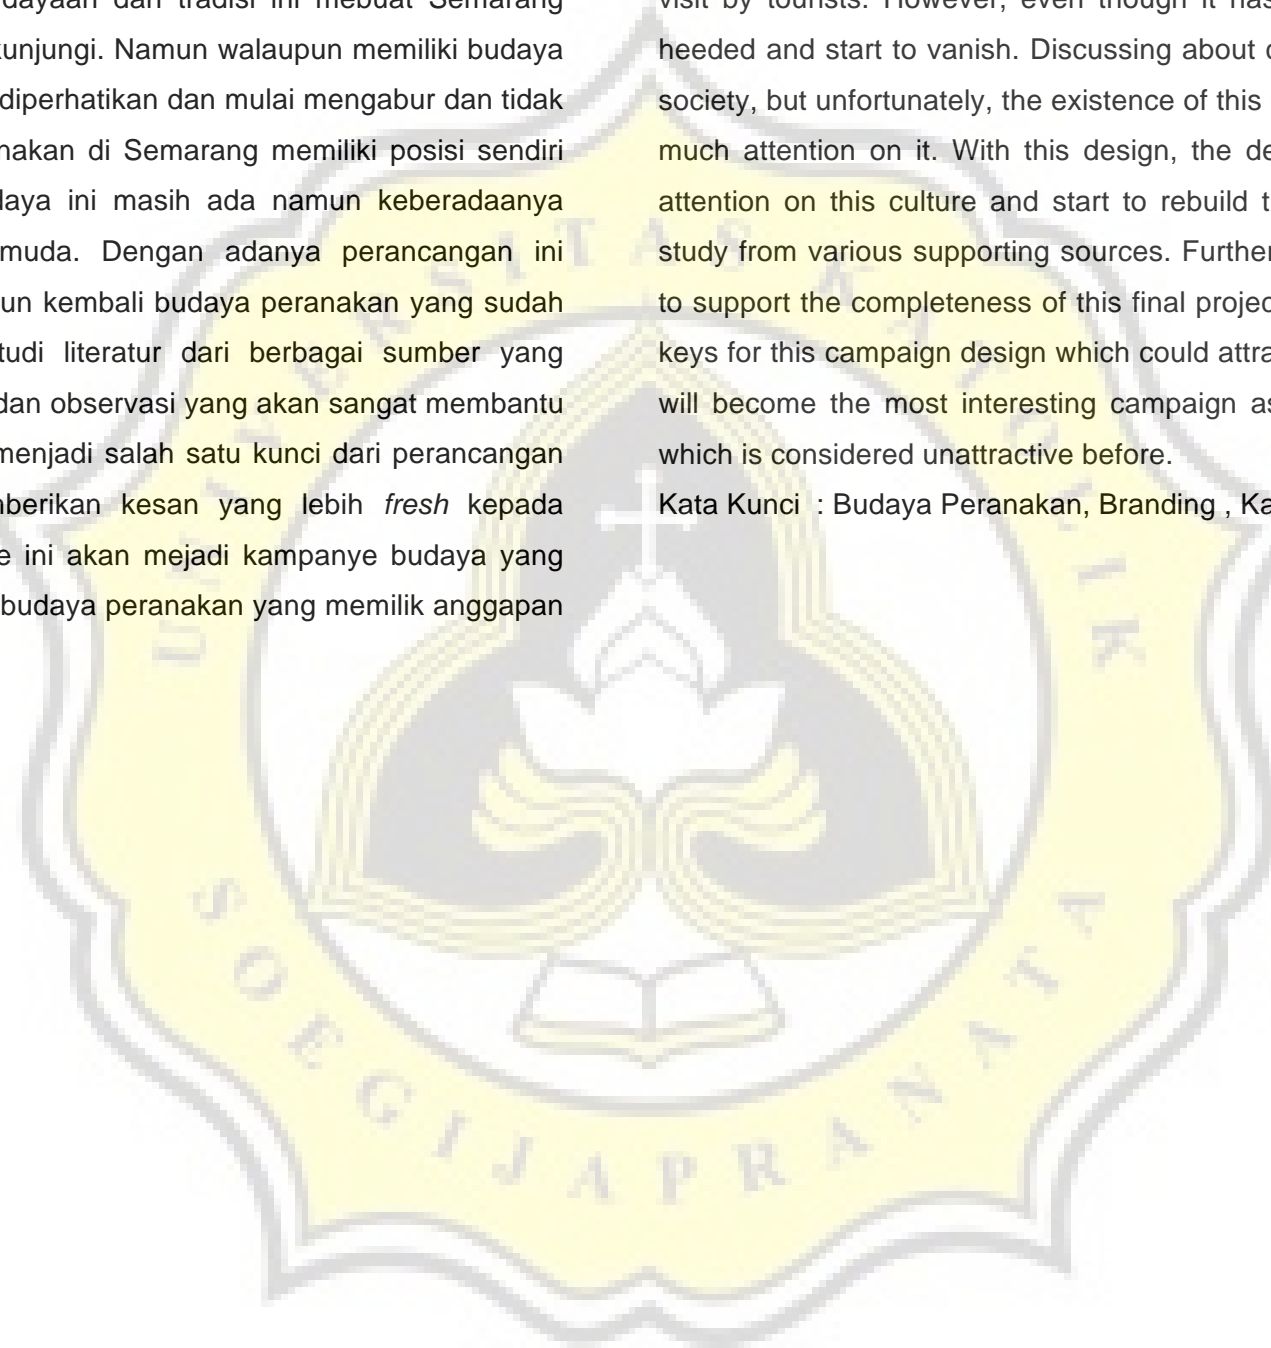 dayaan dan tradisi ini mebuat Semarang
kunjungi. Namun walaupun memiliki budaya
diperhatikan dan mulai mengabur dan tidak
nakan di Semarang memiliki posisi sendiri
daya ini masih ada namun keberadaanya
muda. Dengan adanya perancangan ini
un kembali budaya peranakan yang sudah
tudi literatur dari berbagai sumber yang
dan observasi yang akan sangat membantu
menjadi salah satu kunci dari perancangan
berikan kesan yang lebih fresh kepada
e ini akan mejadi kampanye budaya yang
budaya peranakan yang memilik anggapan
visit by tourists. However, even though it has
heeded and start to vanish. Discussing about
society, but unfortunately, the existence of this
much attention on it. With this design, the de
attention on this culture and start to rebuild t
study from various supporting sources. Further
to support the completeness of this final projec
keys for this campaign design which could attra
will become the most interesting campaign as
which is considered unattractive before.
Kata Kunci : Budaya Peranakan, Branding , Ka
UNIVERSITAS KATOLIK
SOEGIJAPRANATA